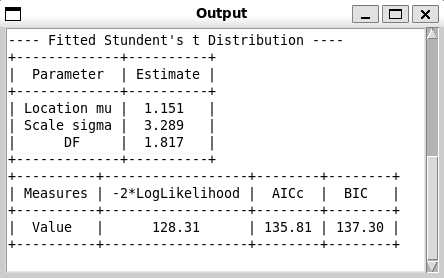 Output
---- Fitted Stundent's t Distribution ----
+-------------+----------+
|  Parameter  | Estimate |
+-------------+----------+
| Location mu |  1.151   |
| Scale sigma |  3.289   |
|      DF     |  1.817   |
+-------------+----------+
+----------+------------------+--------+--------+
| Measures | -2*LogLikelihood |  AICc  |  BIC   |
+----------+------------------+--------+--------+
|  Value   |      128.31      | 135.81 | 137.30 |
+----------+------------------+--------+--------+